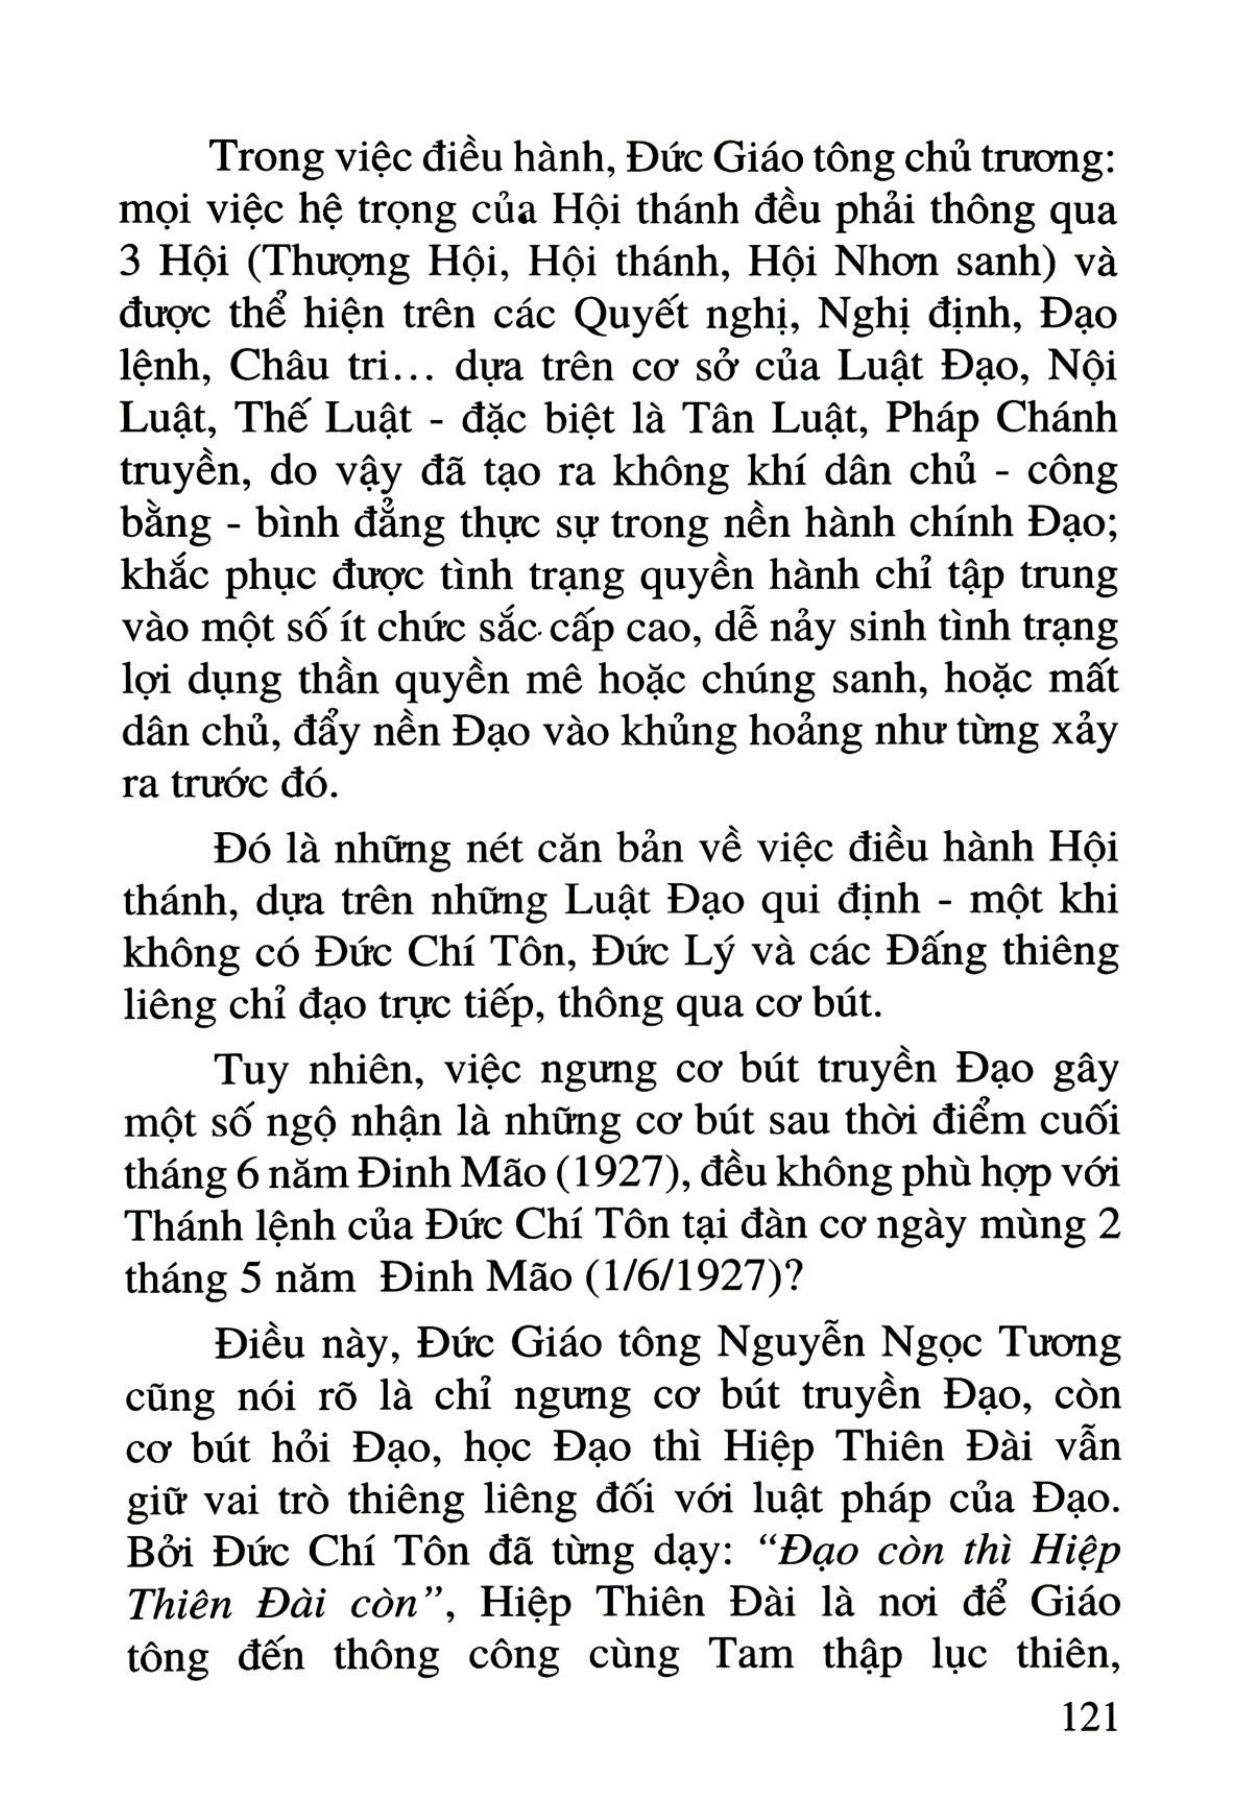 Trong việc điều hành, Đức Giáo tông chủ trương:
mọi việc hệ trọng của Hội thánh đều phải thông qua
3 Hội (Thượng Hội, Hội thánh, Hội Nhơn sanh) và
được thể hiện trên các Quyết nghị, Nghị định, Đạo
lệnh, Châu tri... dựa trên cơ sở của Luật Đạo, Nội
Luật, Thế Luật - đặc biệt là Tân Luật, Pháp Chánh
truyền, do vậy đã tạo ra không khí dân chủ - công
bằng - bình đẳng thực sự trong nền hành chính Đạo;
khắc phục được tình trạng quyền hành chỉ tập trung
vào một số ít chức sắc cấp cao, dễ nảy sinh tình trạng
lợi dụng thần quyền mê hoặc chúng sanh, hoặc mất
dân chủ, đẩy nền Đạo vào khủng hoảng như từng xảy
ra trước đó.
Đó là những nét căn bản về việc điều hành Hội
thánh, dựa trên những Luật Đạo qui định - một khi
không có Đức Chí Tôn, Đức Lý và các Đấng thiêng
liêng chỉ đạo trực tiếp, thông qua cơ bút.
Tuy nhiên, việc ngưng cơ bút truyền Đạo gây
một số ngộ nhận là những cơ bút sau thời điểm cuối
tháng 6 năm Đinh Mão (1927), đều không phù hợp với
Thánh lệnh của Đức Chí Tôn tại đàn cơ ngày mùng 2
tháng 5 năm  Đinh Mão (1/6/1927)?
Điều này, Đức Giáo tông Nguyễn Ngọc Tương
cũng nói rõ là chỉ ngưng cơ bút truyền Đạo, còn
cơ bút hỏi Đạo, học Đạo thì Hiệp Thiên Đài vẫn
giữ vai trò thiêng liêng đối với luật pháp của Đạo.
Bởi Đức Chí Tôn đã từng dạy: “Đạo còn thì Hiệp
Thiên Đài còn”, Hiệp Thiên Đài là nơi để Giáo
tông đến thông công cùng Tam thập lục thiên,
121